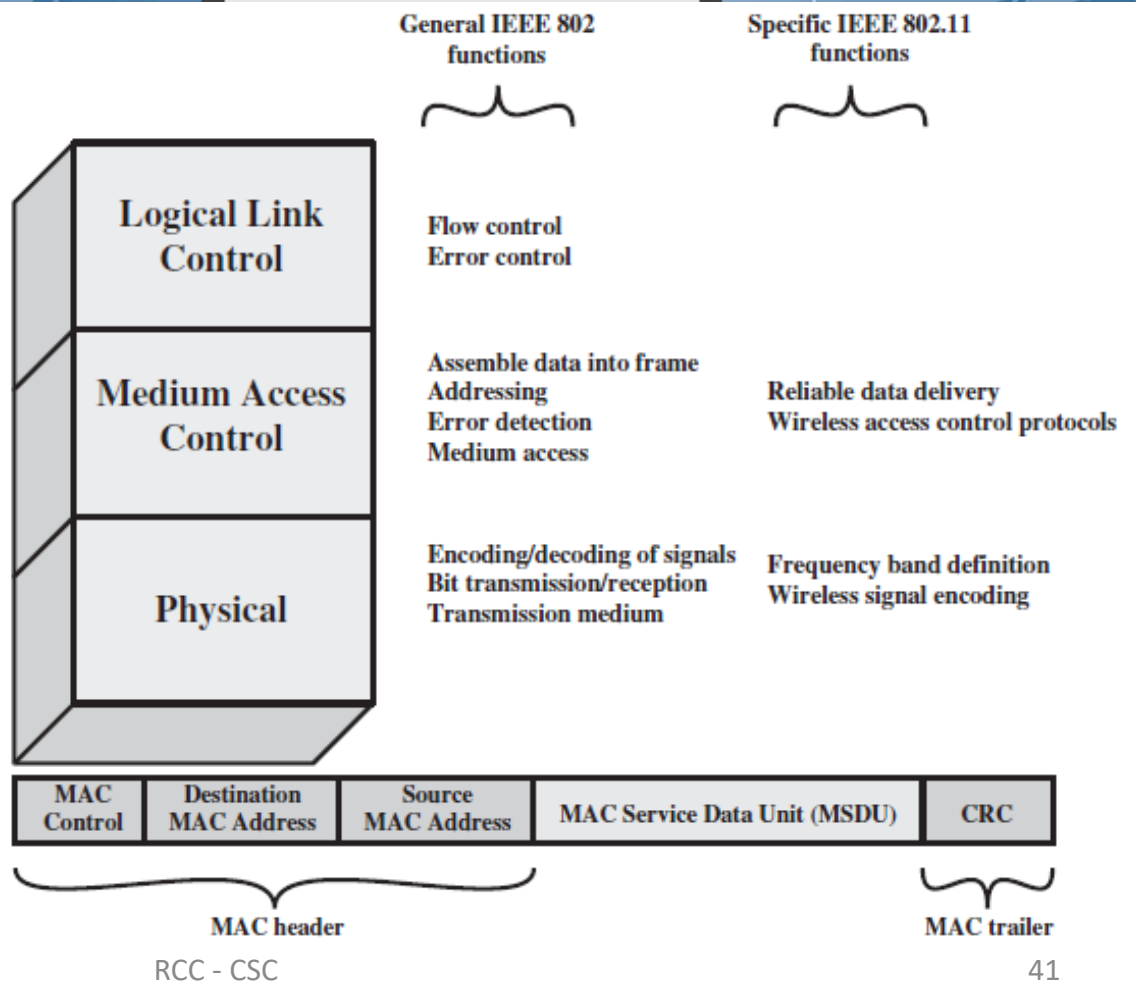 General IEEE 802
functions
Specific IEEE 802.11
functions
Logical Link
Control
Flow control
Error control
Medium Access
Control
Assemble data into frame
Addressing
Error detection
Medium access
Reliable data delivery
Wireless access control protocols
Physical
Encoding/decoding of signals
Bit transmission/reception
Transmission medium
Frequency band definition
Wireless signal encoding
MAC
Control
Destination
MAC Address
Source
MAC Address
MAC Service Data Unit (MSDU)
CRC
MAC header
MAC trailer
RCC - CSC
41